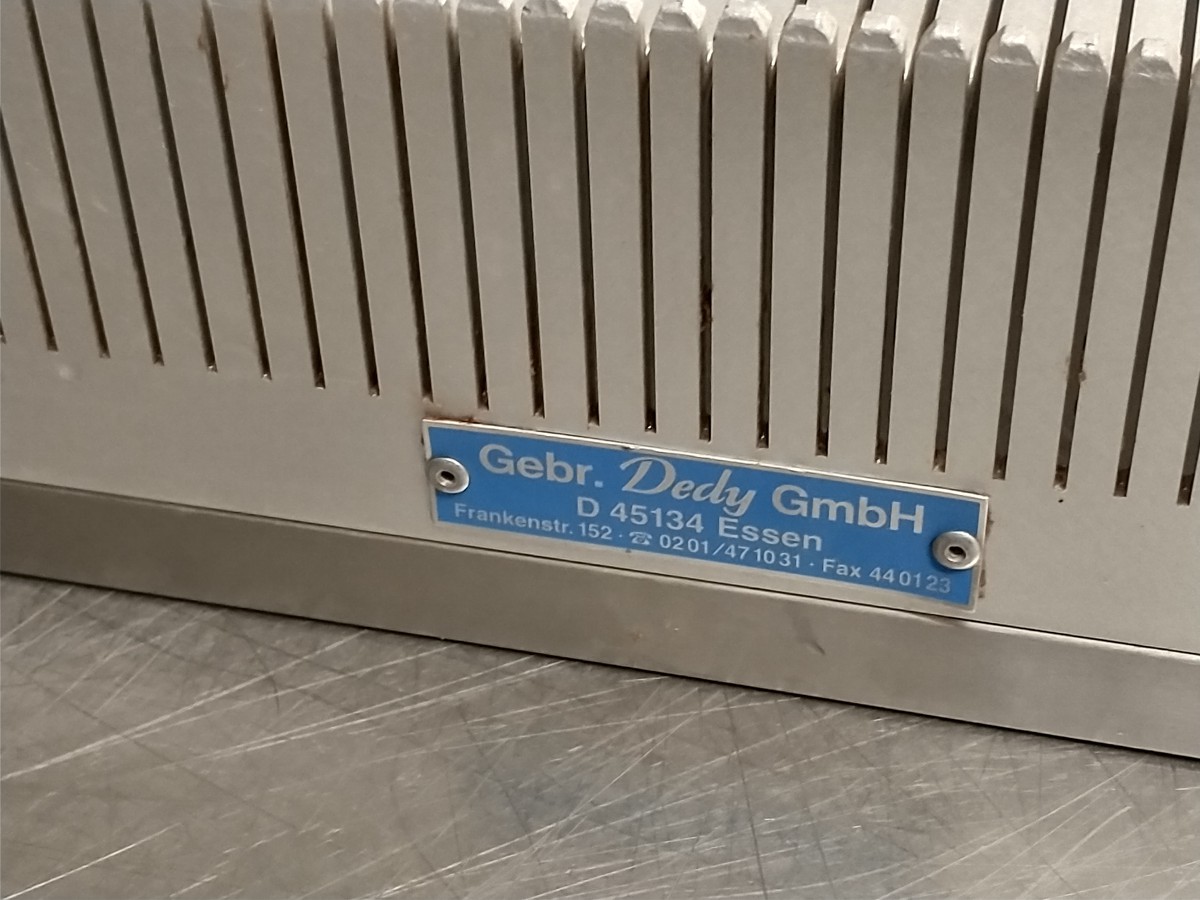 Gebr. Dedy GmbH
D 45134 Essen
Frankenstr. 152 · ☎ 0201/471031 · Fax 440123